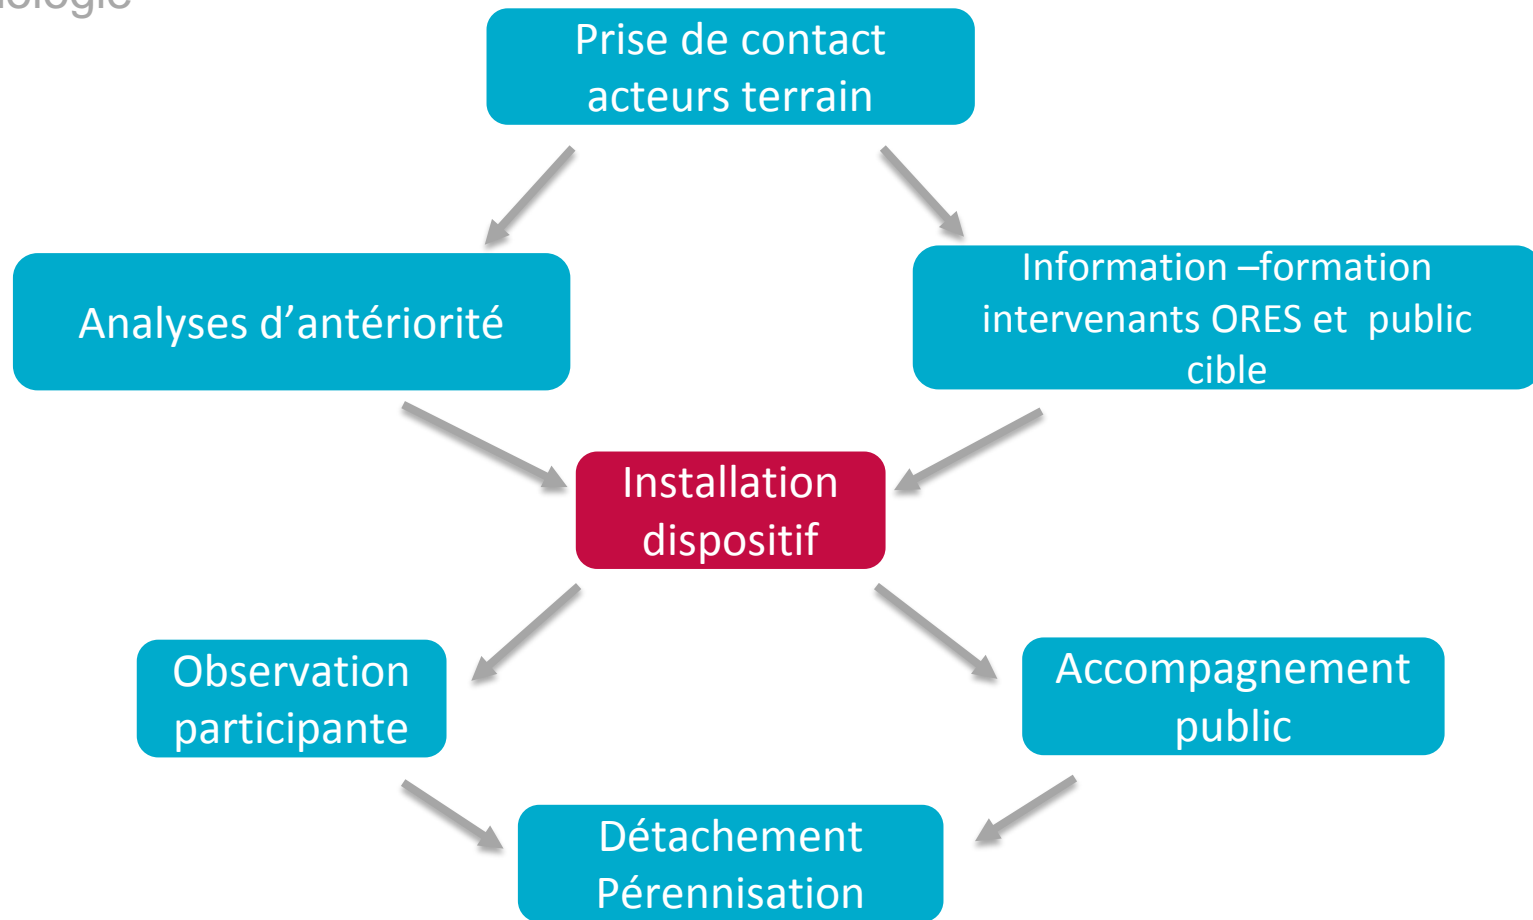 Prise de contact
acteurs terrain
Analyses d’antériorité
Information –formation
intervenants ORES et  public
cible
Installation
dispositif
Observation
participante
Accompagnement
public
Détachement
Pérennisation